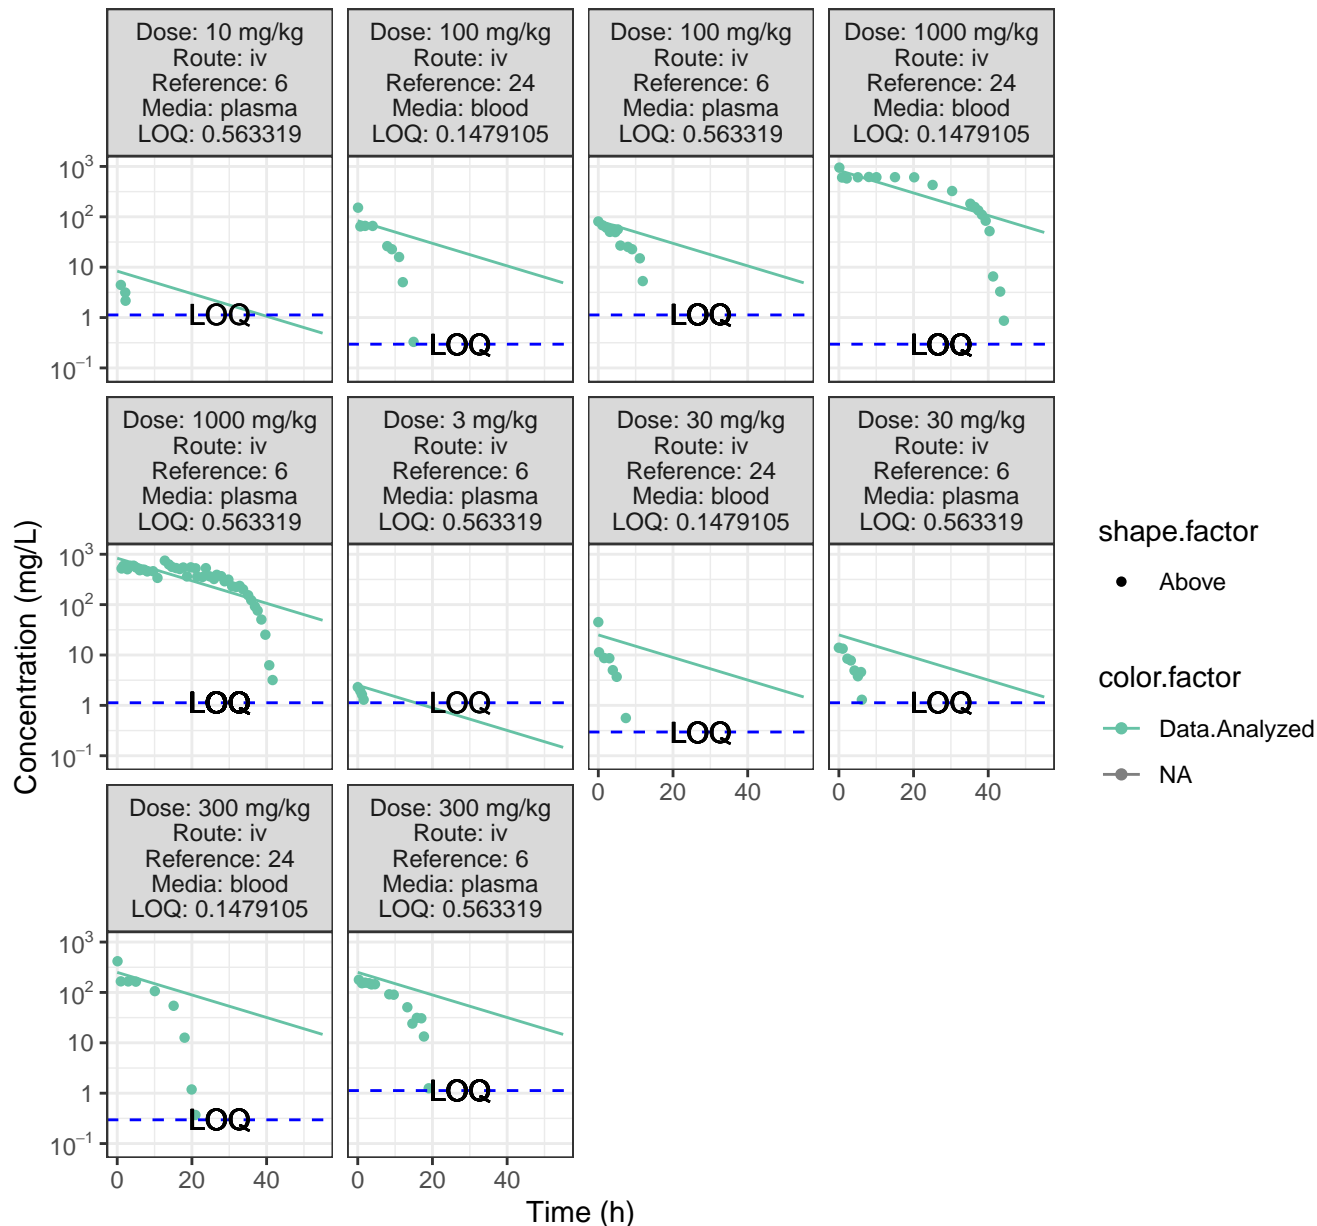 Dose: 10 mg/kg
Route: iv
Reference: 6
Media: plasma
LOQ: 0.563319
Dose: 100 mg/kg
Route: iv
Reference: 24
Media: blood
LOQ: 0.1479105
Dose: 100 mg/kg
Route: iv
Reference: 6
Media: plasma
LOQ: 0.563319
Dose: 1000 mg/kg
Route: iv
Reference: 24
Media: blood
LOQ: 0.1479105
10³
10²
10
1
10⁻¹
LOQ
LOQ
LOQ
LOQ
Dose: 1000 mg/kg
Route: iv
Reference: 6
Media: plasma
LOQ: 0.563319
Dose: 3 mg/kg
Route: iv
Reference: 6
Media: plasma
LOQ: 0.563319
Dose: 30 mg/kg
Route: iv
Reference: 24
Media: blood
LOQ: 0.1479105
Dose: 30 mg/kg
Route: iv
Reference: 6
Media: plasma
LOQ: 0.563319
Concentration (mg/L)
10³
10²
10
1
10⁻¹
LOQ
LOQ
LOQ
LOQ
0 20 40
0 20 40
Dose: 300 mg/kg
Route: iv
Reference: 24
Media: blood
LOQ: 0.1479105
Dose: 300 mg/kg
Route: iv
Reference: 6
Media: plasma
LOQ: 0.563319
10³
10²
10
1
10⁻¹
LOQ
LOQ
0 20 40
0 20 40
Time (h)
shape.factor
Above
color.factor
Data.Analyzed
NA